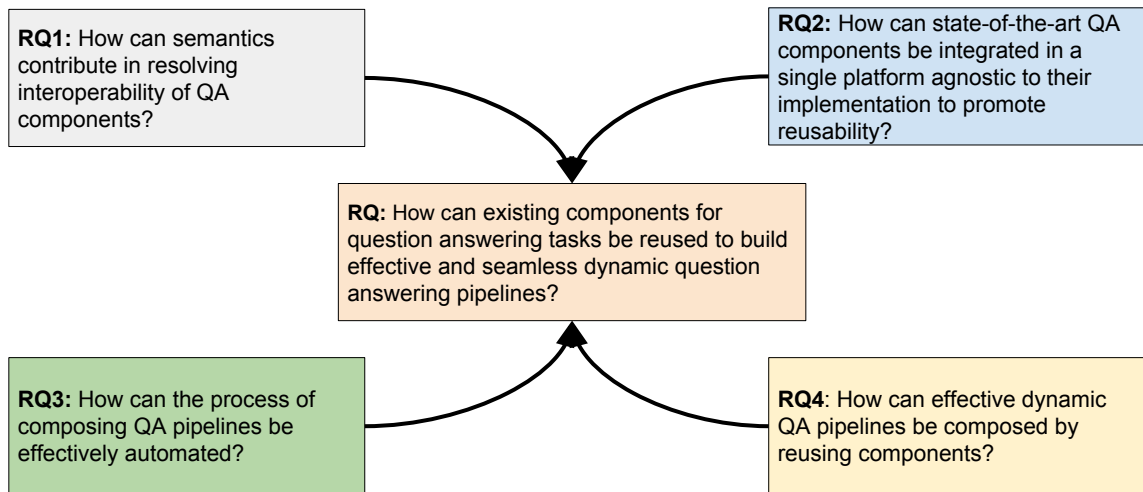 RQ1: How can semantics
contribute in resolving
interoperability of QA
components?
RQ2: How can state-of-the-art QA
components be integrated in a
single platform agnostic to their
implementation to promote
reusability?
RQ: How can existing components for
question answering tasks be reused to build
effective and seamless dynamic question
answering pipelines?
RQ3: How can the process of
composing QA pipelines be
effectively automated?
RQ4: How can effective dynamic
QA pipelines be composed by
reusing components?